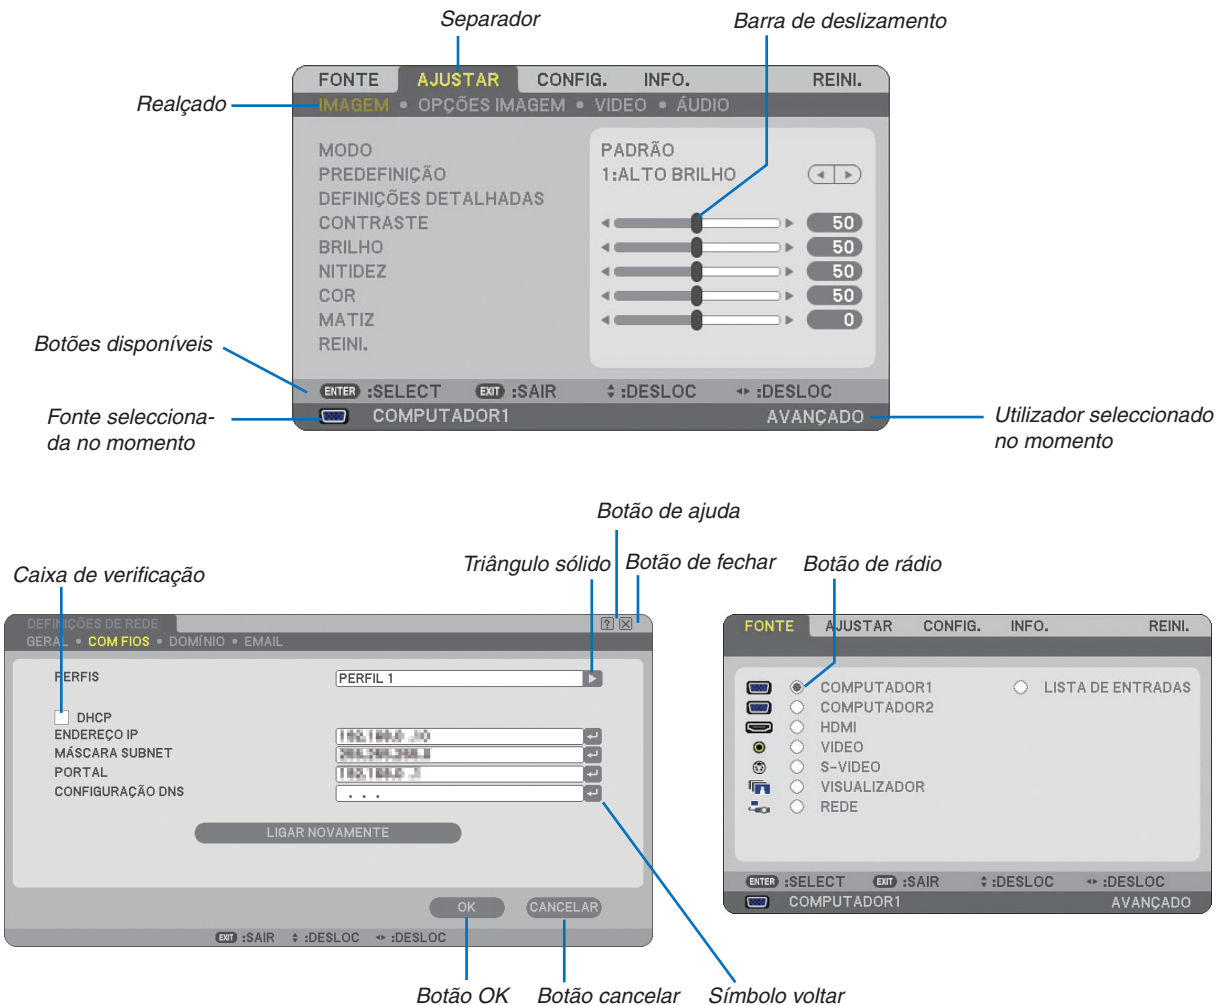 Separador
Barra de deslizamento
FONTE AJUSTAR CONFIG. INFO. REINI.
Realçado
IMAGEM • OPÇÕES IMAGEM • VIDEO • ÁUDIO
MODO PADRÃO
PREDEFINIÇÃO 1:ALTO BRILHO
DEFINIÇÕES DETALHADAS
CONTRASTE 50
BRILHO 50
NITIDEZ 50
COR 50
MATIZ 0
REINI.
Botões disponíveis
ENTER :SELECT EXIT :SAIR :DESLOC :DESLOC
COMPUTADOR1 AVANÇADO
Fonte selecciona-
da no momento
Utilizador seleccionado
no momento
Botão de ajuda
Caixa de verificação
Triângulo sólido
Botão de fechar
Botão de rádio
DEFINIÇÕES DE REDE
? X
GERAL • COM FIOS • DOMÍNIO • EMAIL
PERFIS PERFIL 1
DHCP
ENDEREÇO IP
MÁSCARA SUBNET
PORTAL
CONFIGURAÇÃO DNS . . .
LIGAR NOVAMENTE
OK CANCELAR
EXIT :SAIR :DESLOC :DESLOC
FONTE AJUSTAR CONFIG. INFO. REINI.
COMPUTADOR1 LISTA DE ENTRADAS
COMPUTADOR2
HDMI
VIDEO
S-VIDEO
VISUALIZADOR
REDE
ENTER :SELECT EXIT :SAIR :DESLOC :DESLOC
COMPUTADOR1 AVANÇADO
Botão OK
Botão cancelar
Símbolo voltar